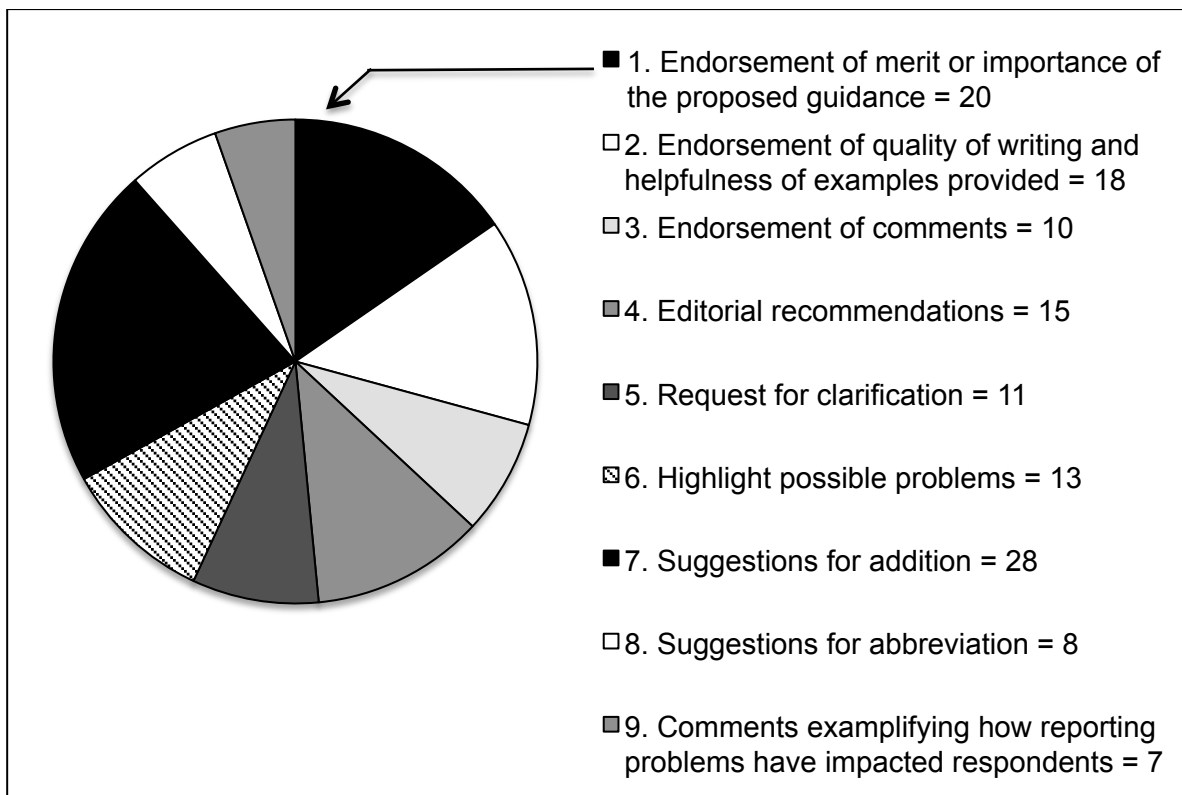 1. Endorsement of merit or importance of
the proposed guidance = 20
2. Endorsement of quality of writing and
helpfulness of examples provided = 18
3. Endorsement of comments = 10
4. Editorial recommendations = 15
5. Request for clarification = 11
6. Highlight possible problems = 13
7. Suggestions for addition = 28
8. Suggestions for abbreviation = 8
9. Comments examplifying how reporting
problems have impacted respondents = 7